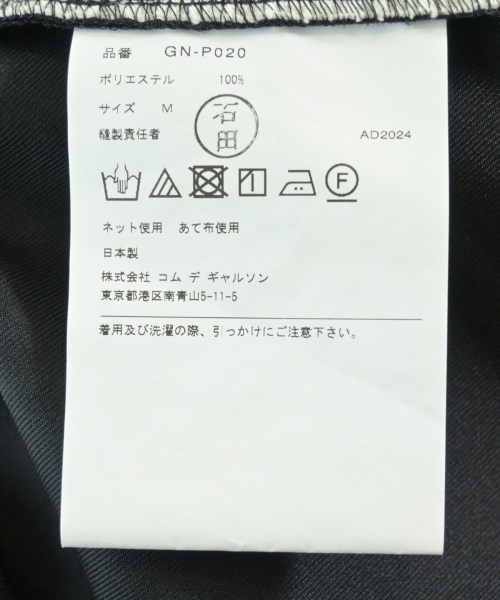 品番 GN-P020
ポリエステル 100%
サイズ M
石田
縫製責任者 AD2024
F
ネット使用 あて布使用
日本製
株式会社 コム デ ギャルソン
東京都港区南青山5-11-5
着用及び洗濯の際、引っかけにご注意下さい。